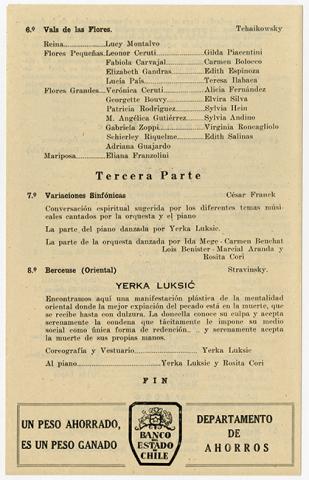 6.º Vals de las Flores. Tchaikowsky
Reina..............Lucy Montalvo
Flores Pequeñas.Leonor Ceruti..............Gilda Piacentini
Fabiola Carvajal............Carmen Bolocco
Elizabeth Gandras..........Edith Espinoza
Lucía País....................Teresa Ilabaca
Flores Grandes...Verónica Ceruti............Alicia Fernández
Georgette Bouvy............Elvira Silva
Patricia Rodríguez..........Sylvia Hein
M. Angélica Gutiérrez....Sylvia Andino
Gabriela Zoppi..............Virginia Roncagliolo
Schierley Riquelme.........Edith Salinas
Adriana Guajardo
Mariposa...........Eliana Franzolini
Tercera Parte
7.º Variaciones Sinfónicas César Franck
Conversación espiritual sugerida por los diferentes temas musicales cantados por la orquesta y el piano
La parte del piano danzada por Yerka Luksic.
La parte de la orquesta danzada por Ida Mege - Carmen Benchat
Lois Benister - Marcial Aranda y
Rosita Cori
8.º Berceuse (Oriental) Stravinsky.
YERKA LUKSIĆ
Encontramos aquí una manifestación plástica de la mentalidad
oriental donde la mejor expiación del pecado está en la muerte, que
se recibe hasta con dulzura. La doncella conoce su culpa y acepta
serenamente la condena que tácitamente le impone su medio
social como única forma de redención.. .. y serenamente acepta
la muerte de sus propias manos.
Coreografía y Vestuario.................. Yerka Luksic
Al piano...........................Yerka Luksic y Rosita Cori
FIN
UN PESO AHORRADO,
ES UN PESO GANADO
BANCO
DEL
ESTADO
DE
CHILE
DEPARTAMENTO
DE
AHORROS